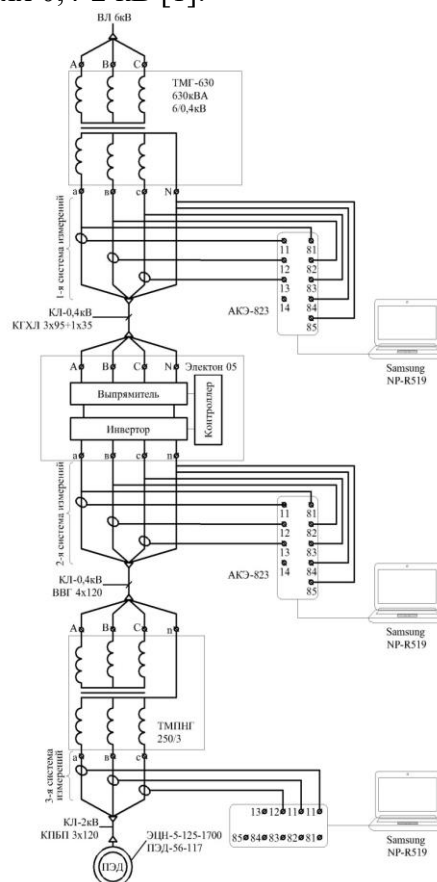 ВЛ 6кВ
A B C
ТМГ-630
630кВА
6/0,4кВ
а в с N
1-я система измерений
11 81
12 82
13 83
14 84
85
АКЭ-823
Samsung
NP-R519
КЛ-0,4кВ
КГХЛ 3х95+1х35
A B C N
Электон 05
Выпрямитель
Инвертор
Контроллер
а в с n
2-я система измерений
11 81
12 82
13 83
14 84
85
АКЭ-823
Samsung
NP-R519
КЛ-0,4кВ
ВВГ 4х120
A B C n
ТМПНГ
250/3
а в с
3-я система
измерений
13 12 11 11
85 84 83 82 81
Samsung
NP-R519
КЛ-2кВ
КПБП 3х120
ЭЦН-5-125-1700
ПЭД-56-117
ПЭД